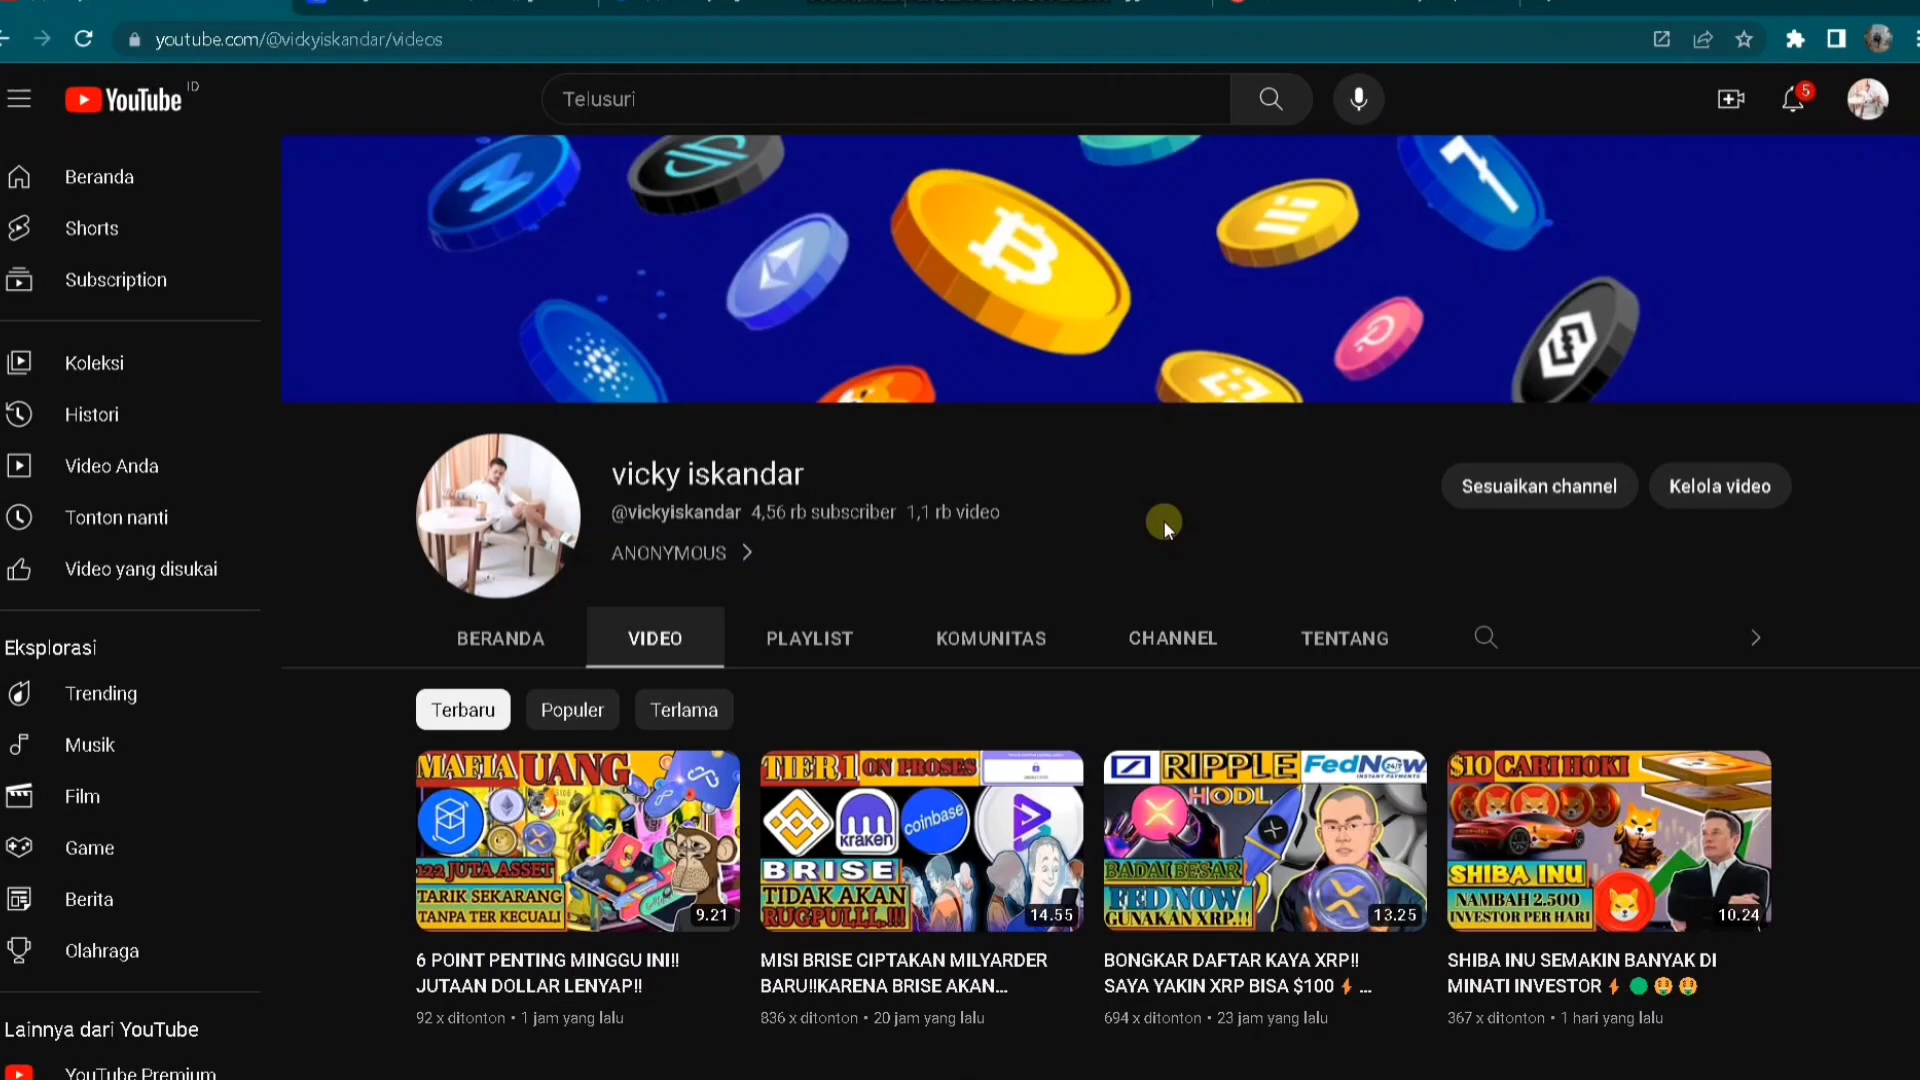 youtube.com/@vickyiskandar/videos
YouTube ID
Telusuri
5
Beranda
Shorts
Subscription
Koleksi
Histori
Video Anda
Tonton nanti
Video yang disukai
Eksplorasi
Trending
Musik
Film
Game
Berita
Olahraga
Lainnya dari YouTube
YouTube Premium
vicky iskandar
@vickyiskandar 4,56 rb subscriber 1,1 rb video
ANONYMOUS
Sesuaikan channel
Kelola video
BERANDA VIDEO PLAYLIST KOMUNITAS CHANNEL TENTANG
Terbaru Populer Terlama
MAFIA UANG
122 JUTA ASSET
TARIK SEKARANG
TANPA TER KECUALI
9.21
6 POINT PENTING MINGGU INI!!
JUTAAN DOLLAR LENYAP!!
92 x ditonton • 1 jam yang lalu
TIER 1 ON PROSES
kraken
coinbase
BRISE
TIDAK AKAN
RUGPULLL..!!!
14.55
MISI BRISE CIPTAKAN MILYARDER
BARU!!KARENA BRISE AKAN...
836 x ditonton • 20 jam yang lalu
RIPPLE FedNow
INSTANT PAYMENTS
HODL
BADAI BESAR
FED NOW
GUNAKAN XRP.!!
13.25
BONGKAR DAFTAR KAYA XRP!!
SAYA YAKIN XRP BISA $100⚡...
694 x ditonton • 23 jam yang lalu
$10 CARI HOKI
SHIBA INU
NAMBAH 2.500
INVESTOR PER HARI
10.24
SHIBA INU SEMAKIN BANYAK DI
MINATI INVESTOR⚡🟢🤑🤑
367 x ditonton • 1 hari yang lalu